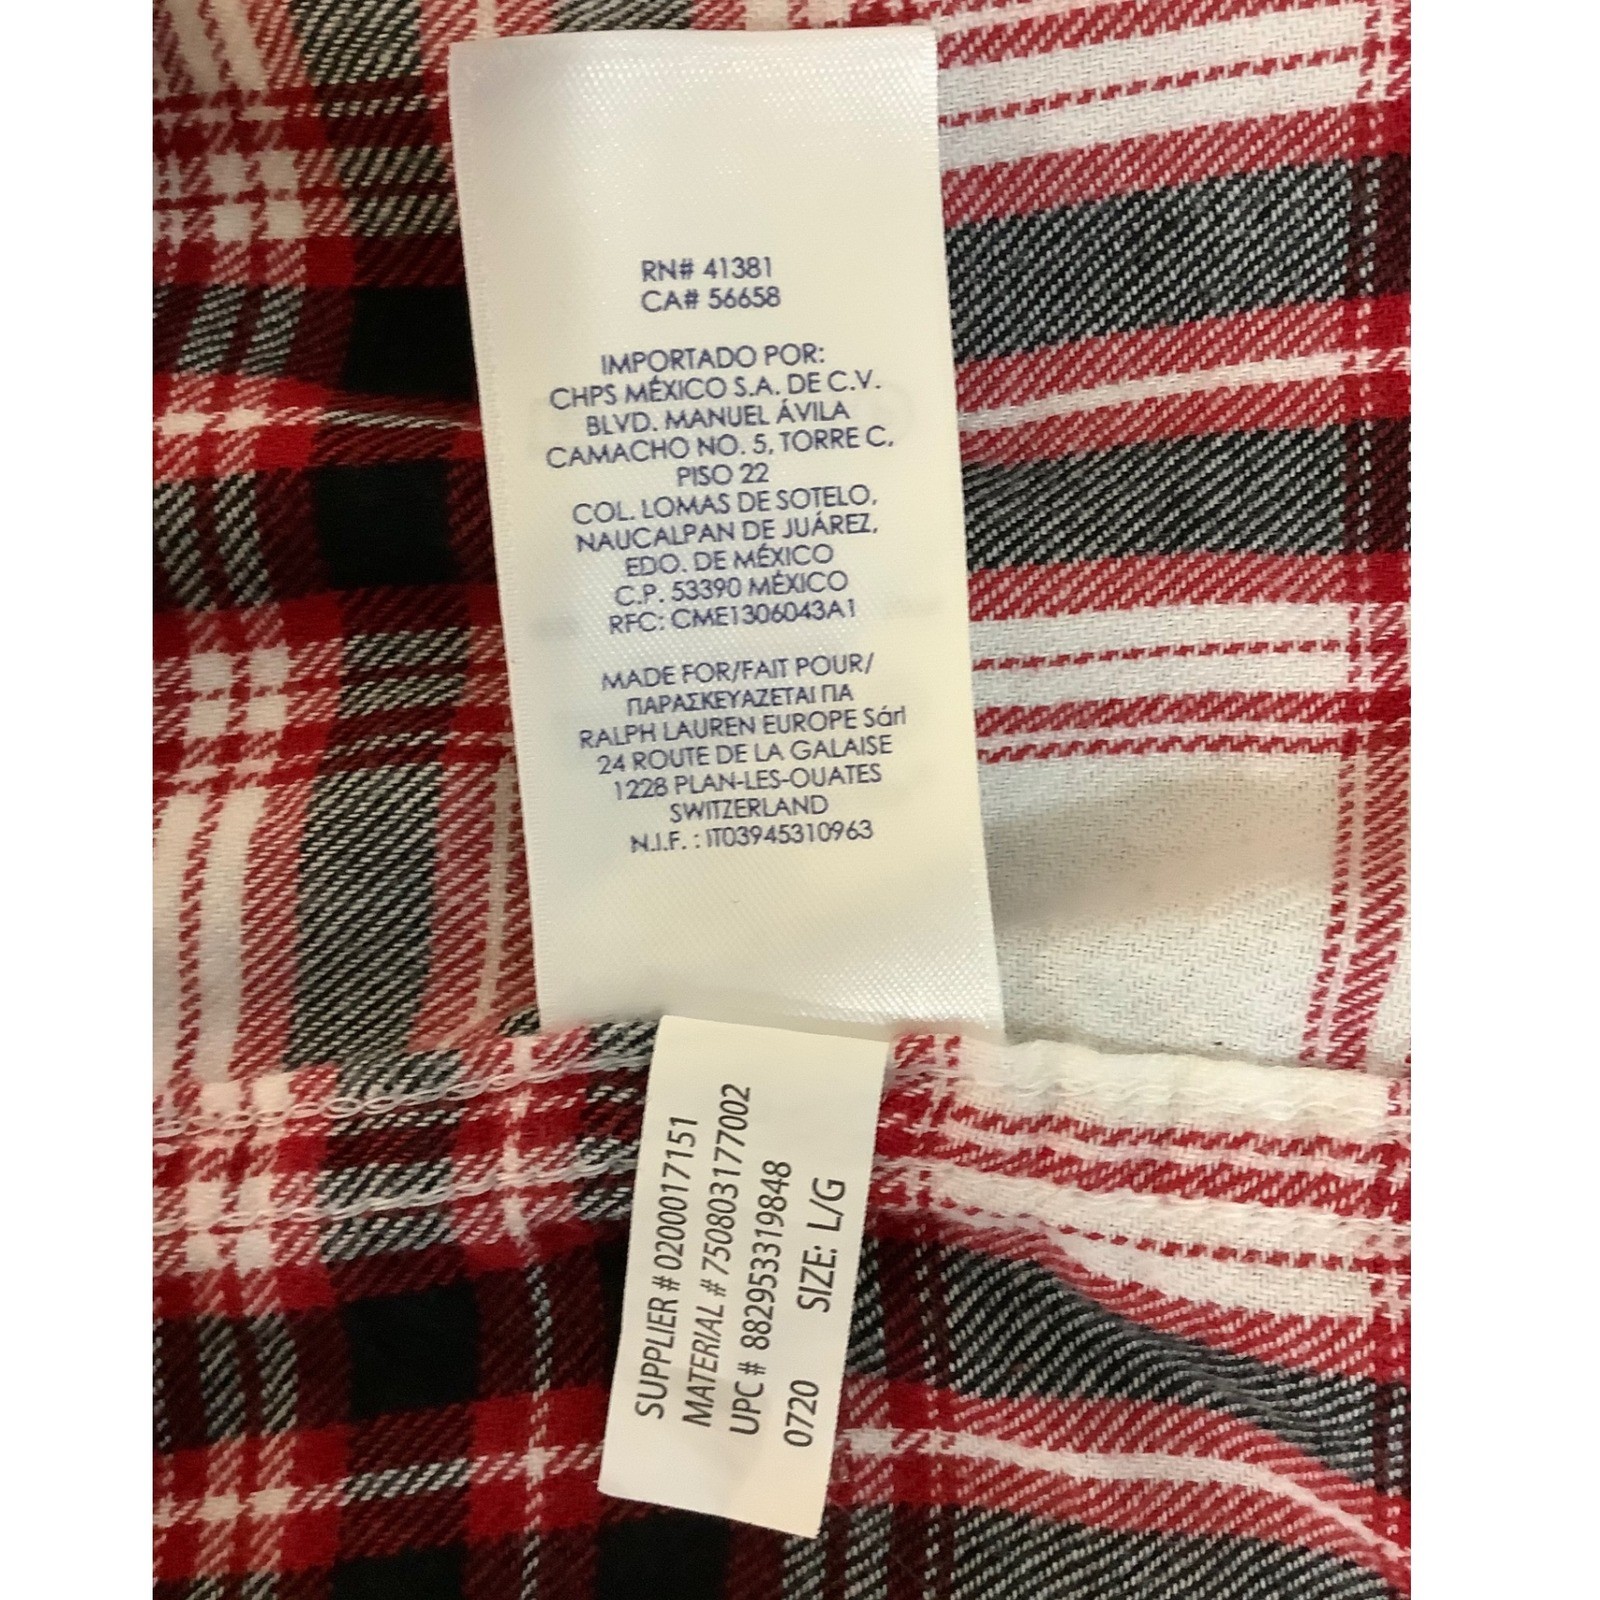 RN# 41381
CA# 56658
IMPORTADO POR:
CHPS MÉXICO S.A. DE C.V.
BLVD. MANUEL ÁVILA
CAMACHO NO. 5, TORRE C,
PISO 22
COL. LOMAS DE SOTELO,
NAUCALPAN DE JUÁREZ,
EDO. DE MÉXICO
C.P. 53390 MÉXICO
RFC: CME1306043A1
MADE FOR/FAIT POUR/
ΠΑΡΑΣΚΕΥΑΖΕΤΑΙ ΓΙΑ
RALPH LAUREN EUROPE Sárl
24 ROUTE DE LA GALAISE
1228 PLAN-LES-OUATES
SWITZERLAND
N.I.F. : IT03945310963
SUPPLIER # 0200017151
MATERIAL # 750803177002
UPC # 882953319848
0720 SIZE: L/G